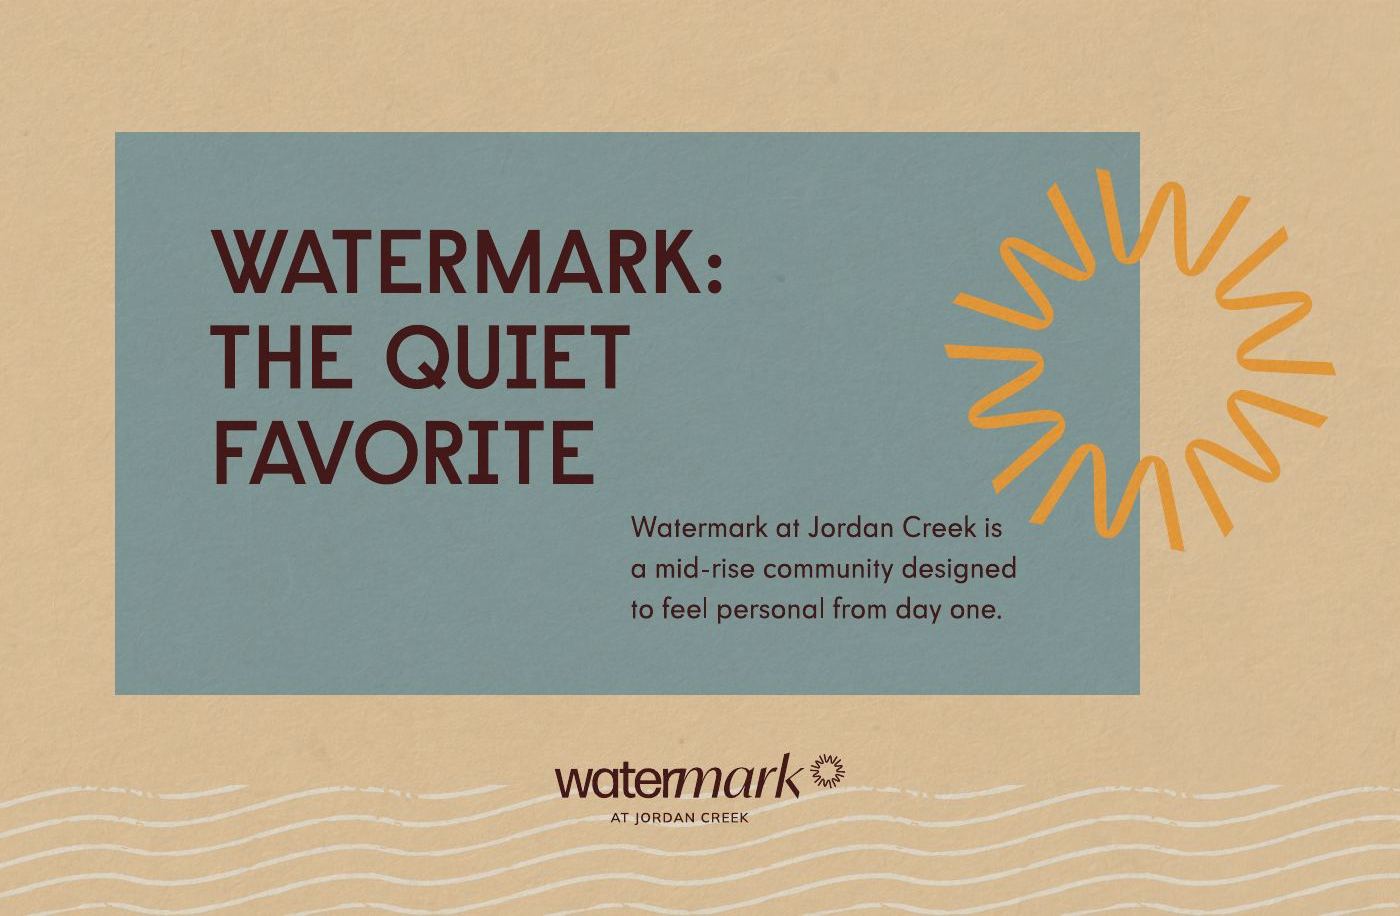 WATERMARK:
THE QUIET
FAVORITE
Watermark at Jordan Creek is
a mid-rise community designed
to feel personal from day one.
watermark
AT JORDAN CREEK